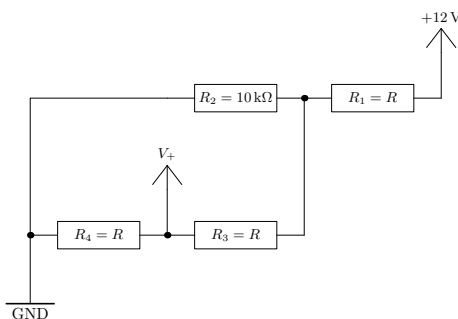 +12 V
R₂ = 10 kΩ
R₁ = R
V₊
R₄ = R
R₃ = R
GND